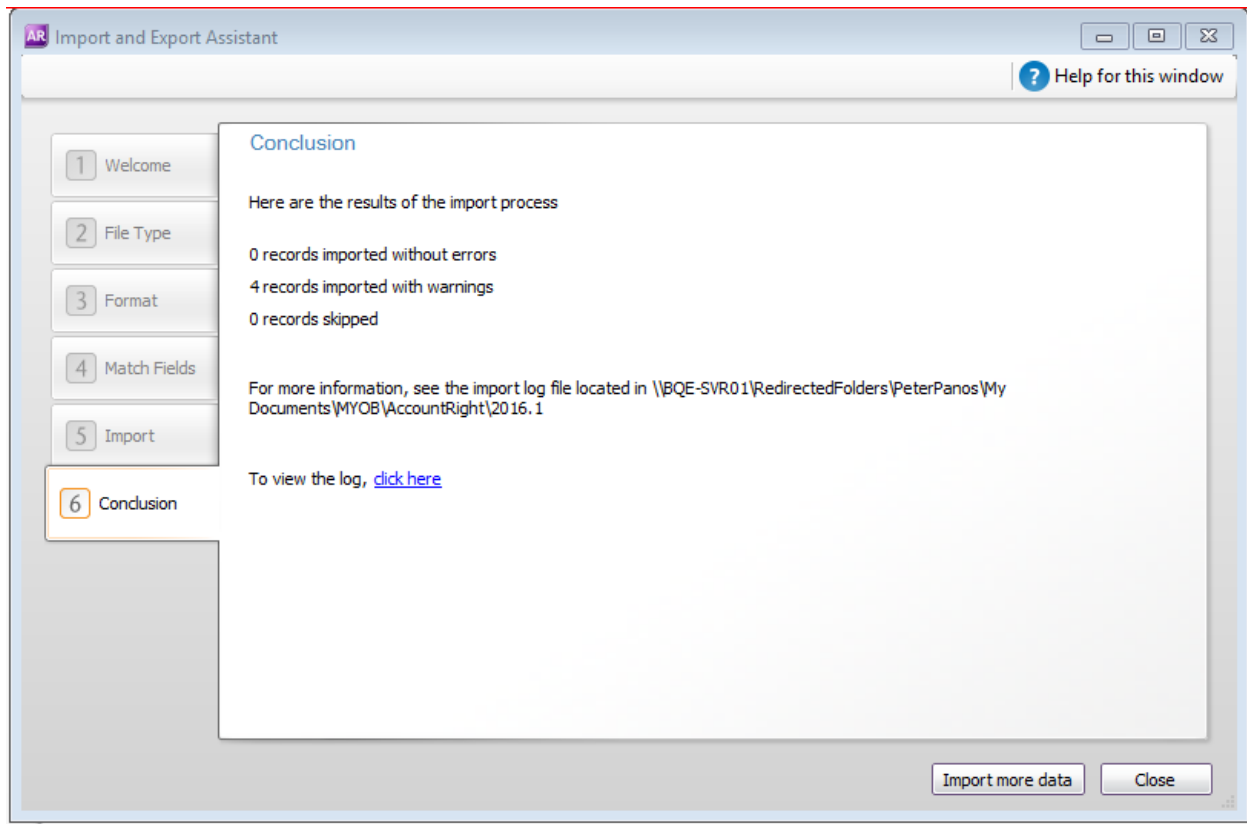 AR Import and Export Assistant
? Help for this window
1 Welcome
2 File Type
3 Format
4 Match Fields
5 Import
6 Conclusion
Conclusion
Here are the results of the import process
0 records imported without errors
4 records imported with warnings
0 records skipped
For more information, see the import log file located in \\BQE-SVR01\RedirectedFolders\PeterPanos\My
Documents\MYOB\AccountRight\2016.1
To view the log, click here
Import more data
Close